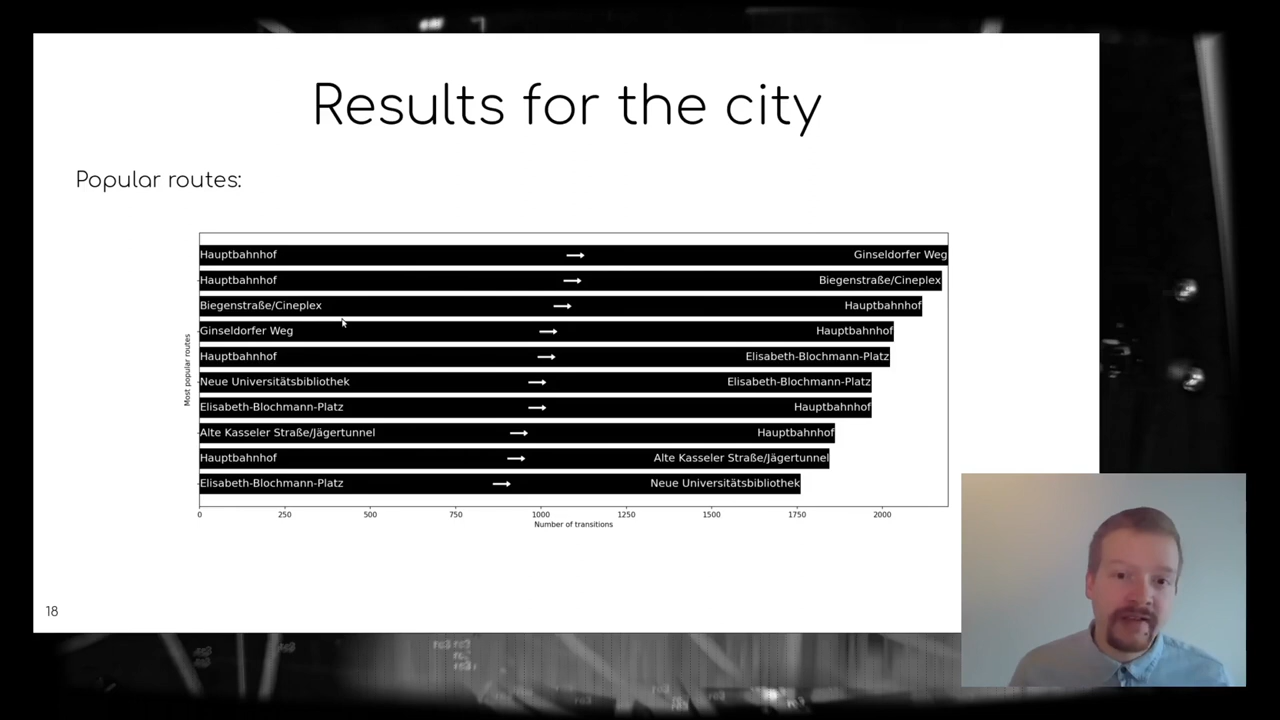 Results for the city
Popular routes:
Hauptbahnhof → Ginseldorfer Weg
Hauptbahnhof → Biegenstraße/Cineplex
Biegenstraße/Cineplex → Hauptbahnhof
Ginseldorfer Weg → Hauptbahnhof
Hauptbahnhof → Elisabeth-Blochmann-Platz
Neue Universitätsbibliothek → Elisabeth-Blochmann-Platz
Elisabeth-Blochmann-Platz → Hauptbahnhof
Alte Kasseler Straße/Jägertunnel → Hauptbahnhof
Hauptbahnhof → Alte Kasseler Straße/Jägertunnel
Elisabeth-Blochmann-Platz → Neue Universitätsbibliothek
Most popular routes
0 250 500 750 1000 1250 1500 1750 2000
Number of transitions
18
rc3 rc3
rc3